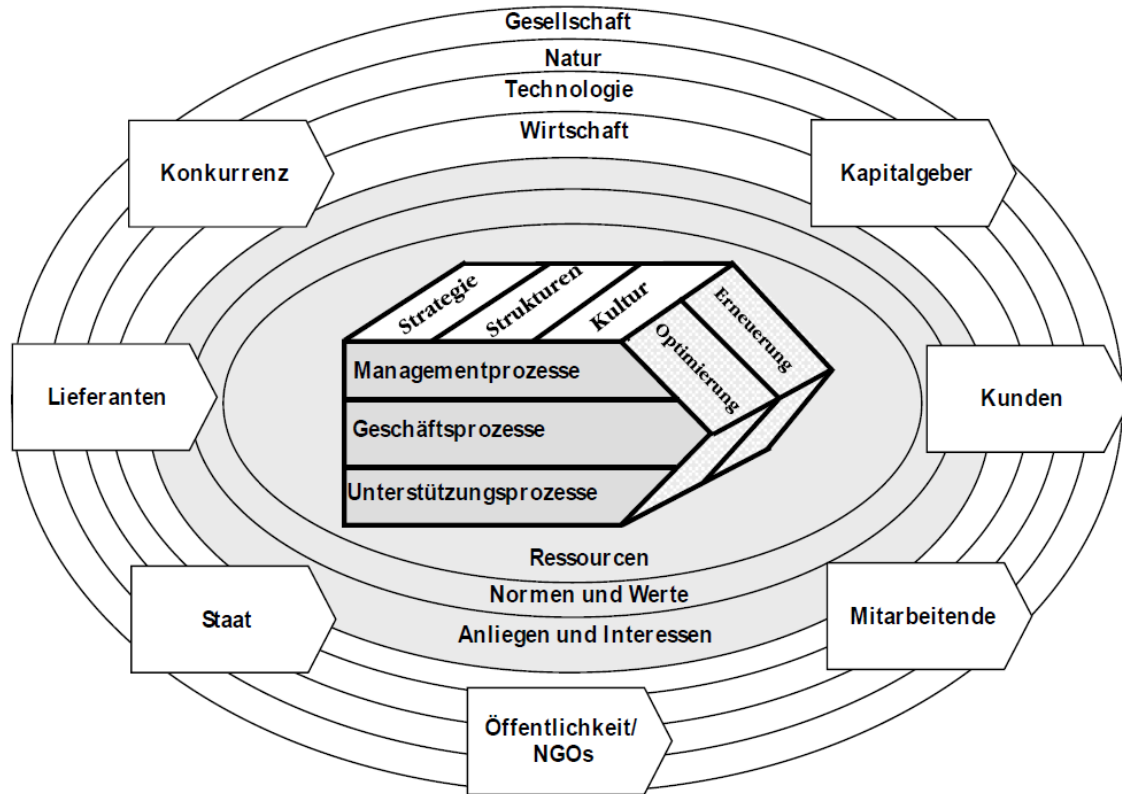 Gesellschaft
Natur
Technologie
Wirtschaft
Konkurrenz
Kapitalgeber
Strategie
Strukturen
Kultur
Erneuerung
Optimierung
Managementprozesse
Lieferanten
Kunden
Geschäftsprozesse
Unterstützungsprozesse
Ressourcen
Normen und Werte
Anliegen und Interessen
Staat
Mitarbeitende
Öffentlichkeit/
NGOs